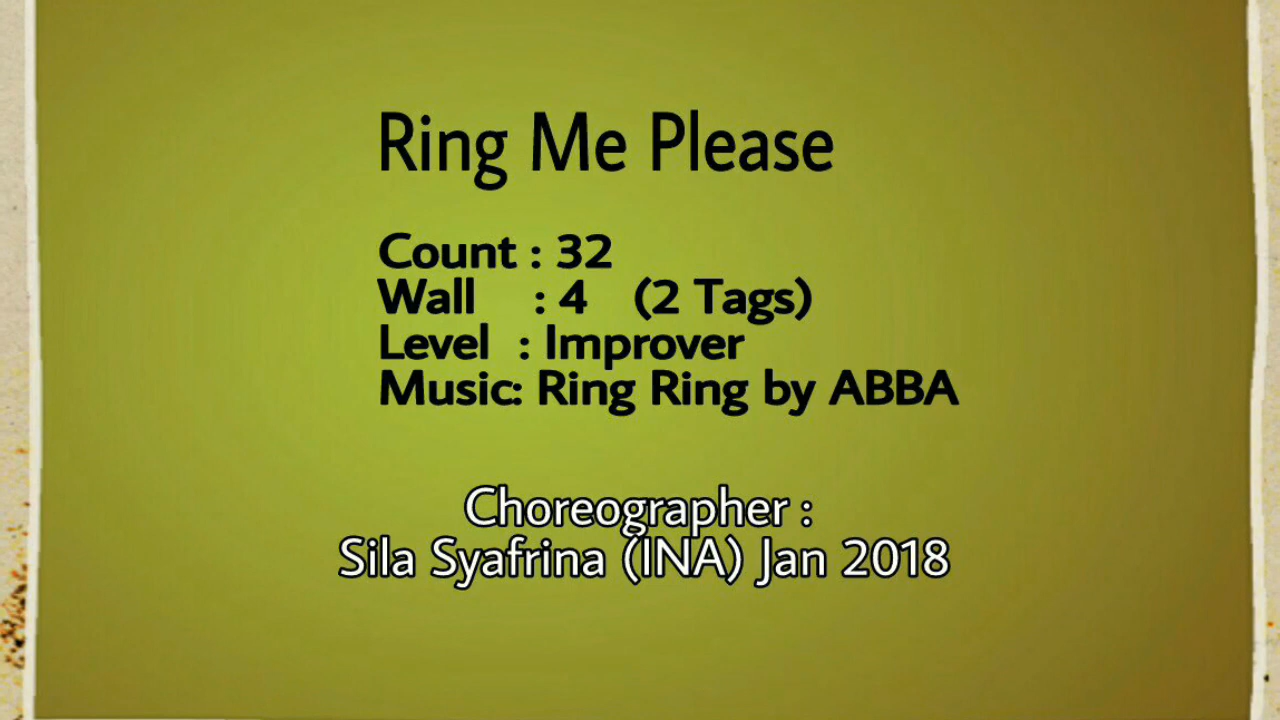 Ring Me Please
Count : 32
Wall : 4 (2 Tags)
Level : Improver
Music: Ring Ring by ABBA
Choreographer :
Sila Syafrina (INA) Jan 2018